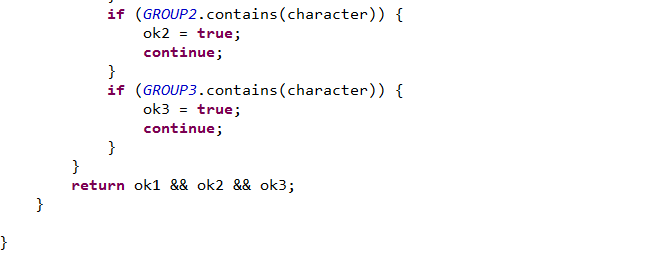 if (GROUP2.contains(character)) {
ok2 = true;
continue;
}
if (GROUP3.contains(character)) {
ok3 = true;
continue;
}
}
return ok1 && ok2 && ok3;
}
}